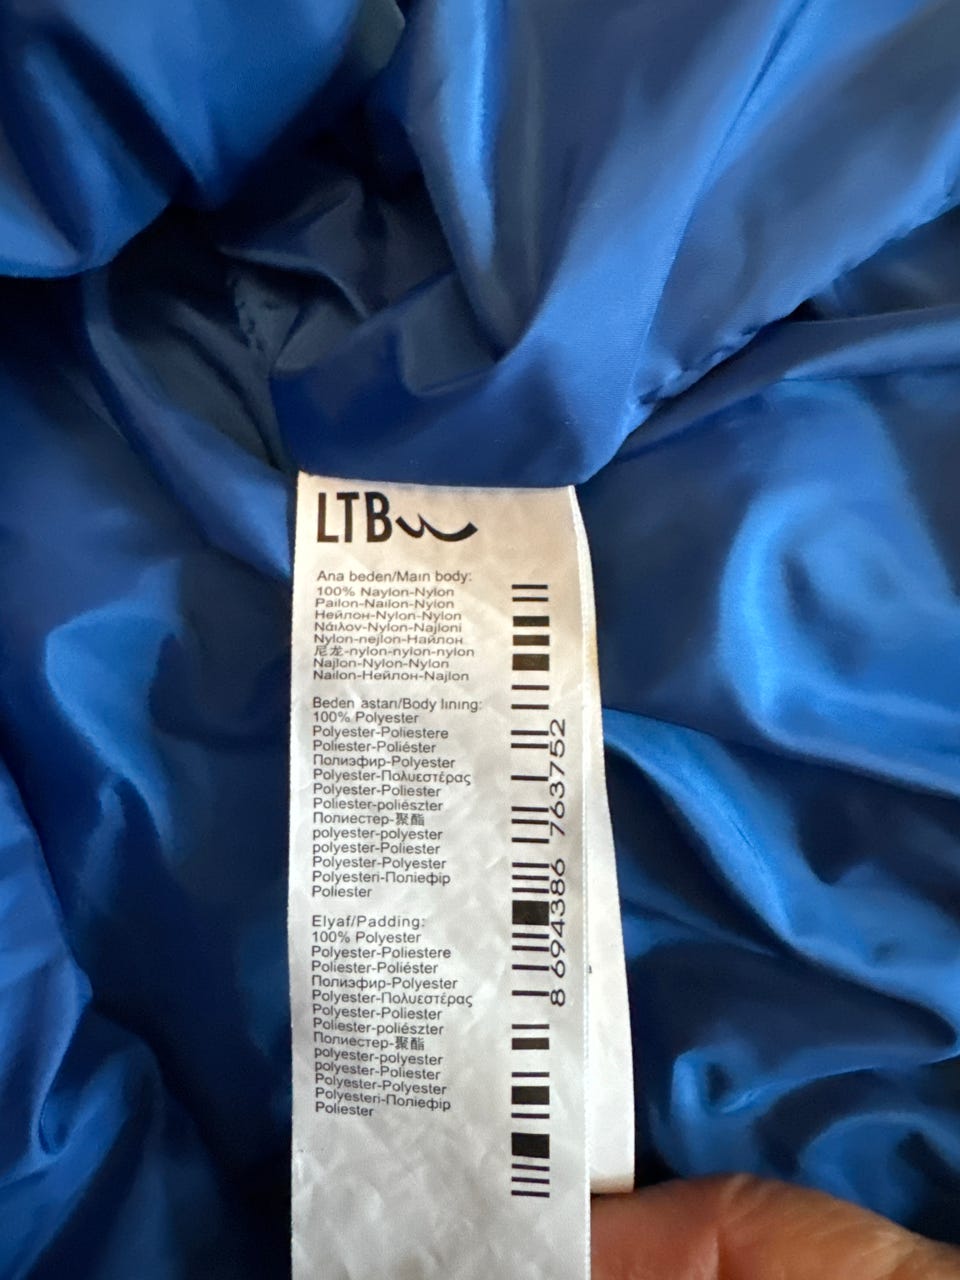 LTB
Ana beden/Main body:
100% Naylon-Nylon
Pailon-Nailon-Nylon
Нейлон-Nylon-Nylon
Νάιλον-Nylon-Najloni
Nylon-nejlon-Найлон
尼龙-nylon-nylon-nylon
Najlon-Nylon-Nylon
Nailon-Нейлон-Najlon
Beden astarı/Body lining:
100% Polyester
Polyester-Poliestere
Poliester-Poliéster
Полиэфир-Polyester
Polyester-Πολυεστέρας
Polyester-Poliester
Poliester-poliészter
Полиестер-聚酯
polyester-polyester
polyester-Poliester
Polyester-Polyester
Polyesteri-Поліефір
Poliester
Elyaf/Padding:
100% Polyester
Polyester-Poliestere
Poliester-Poliéster
Полиэфир-Polyester
Polyester-Πολυεστέρας
Polyester-Poliester
Poliester-poliészter
Полиестер-聚酯
polyester-polyester
polyester-Poliester
Polyester-Polyester
Polyesteri-Поліефір
Poliester
8 694386 763752